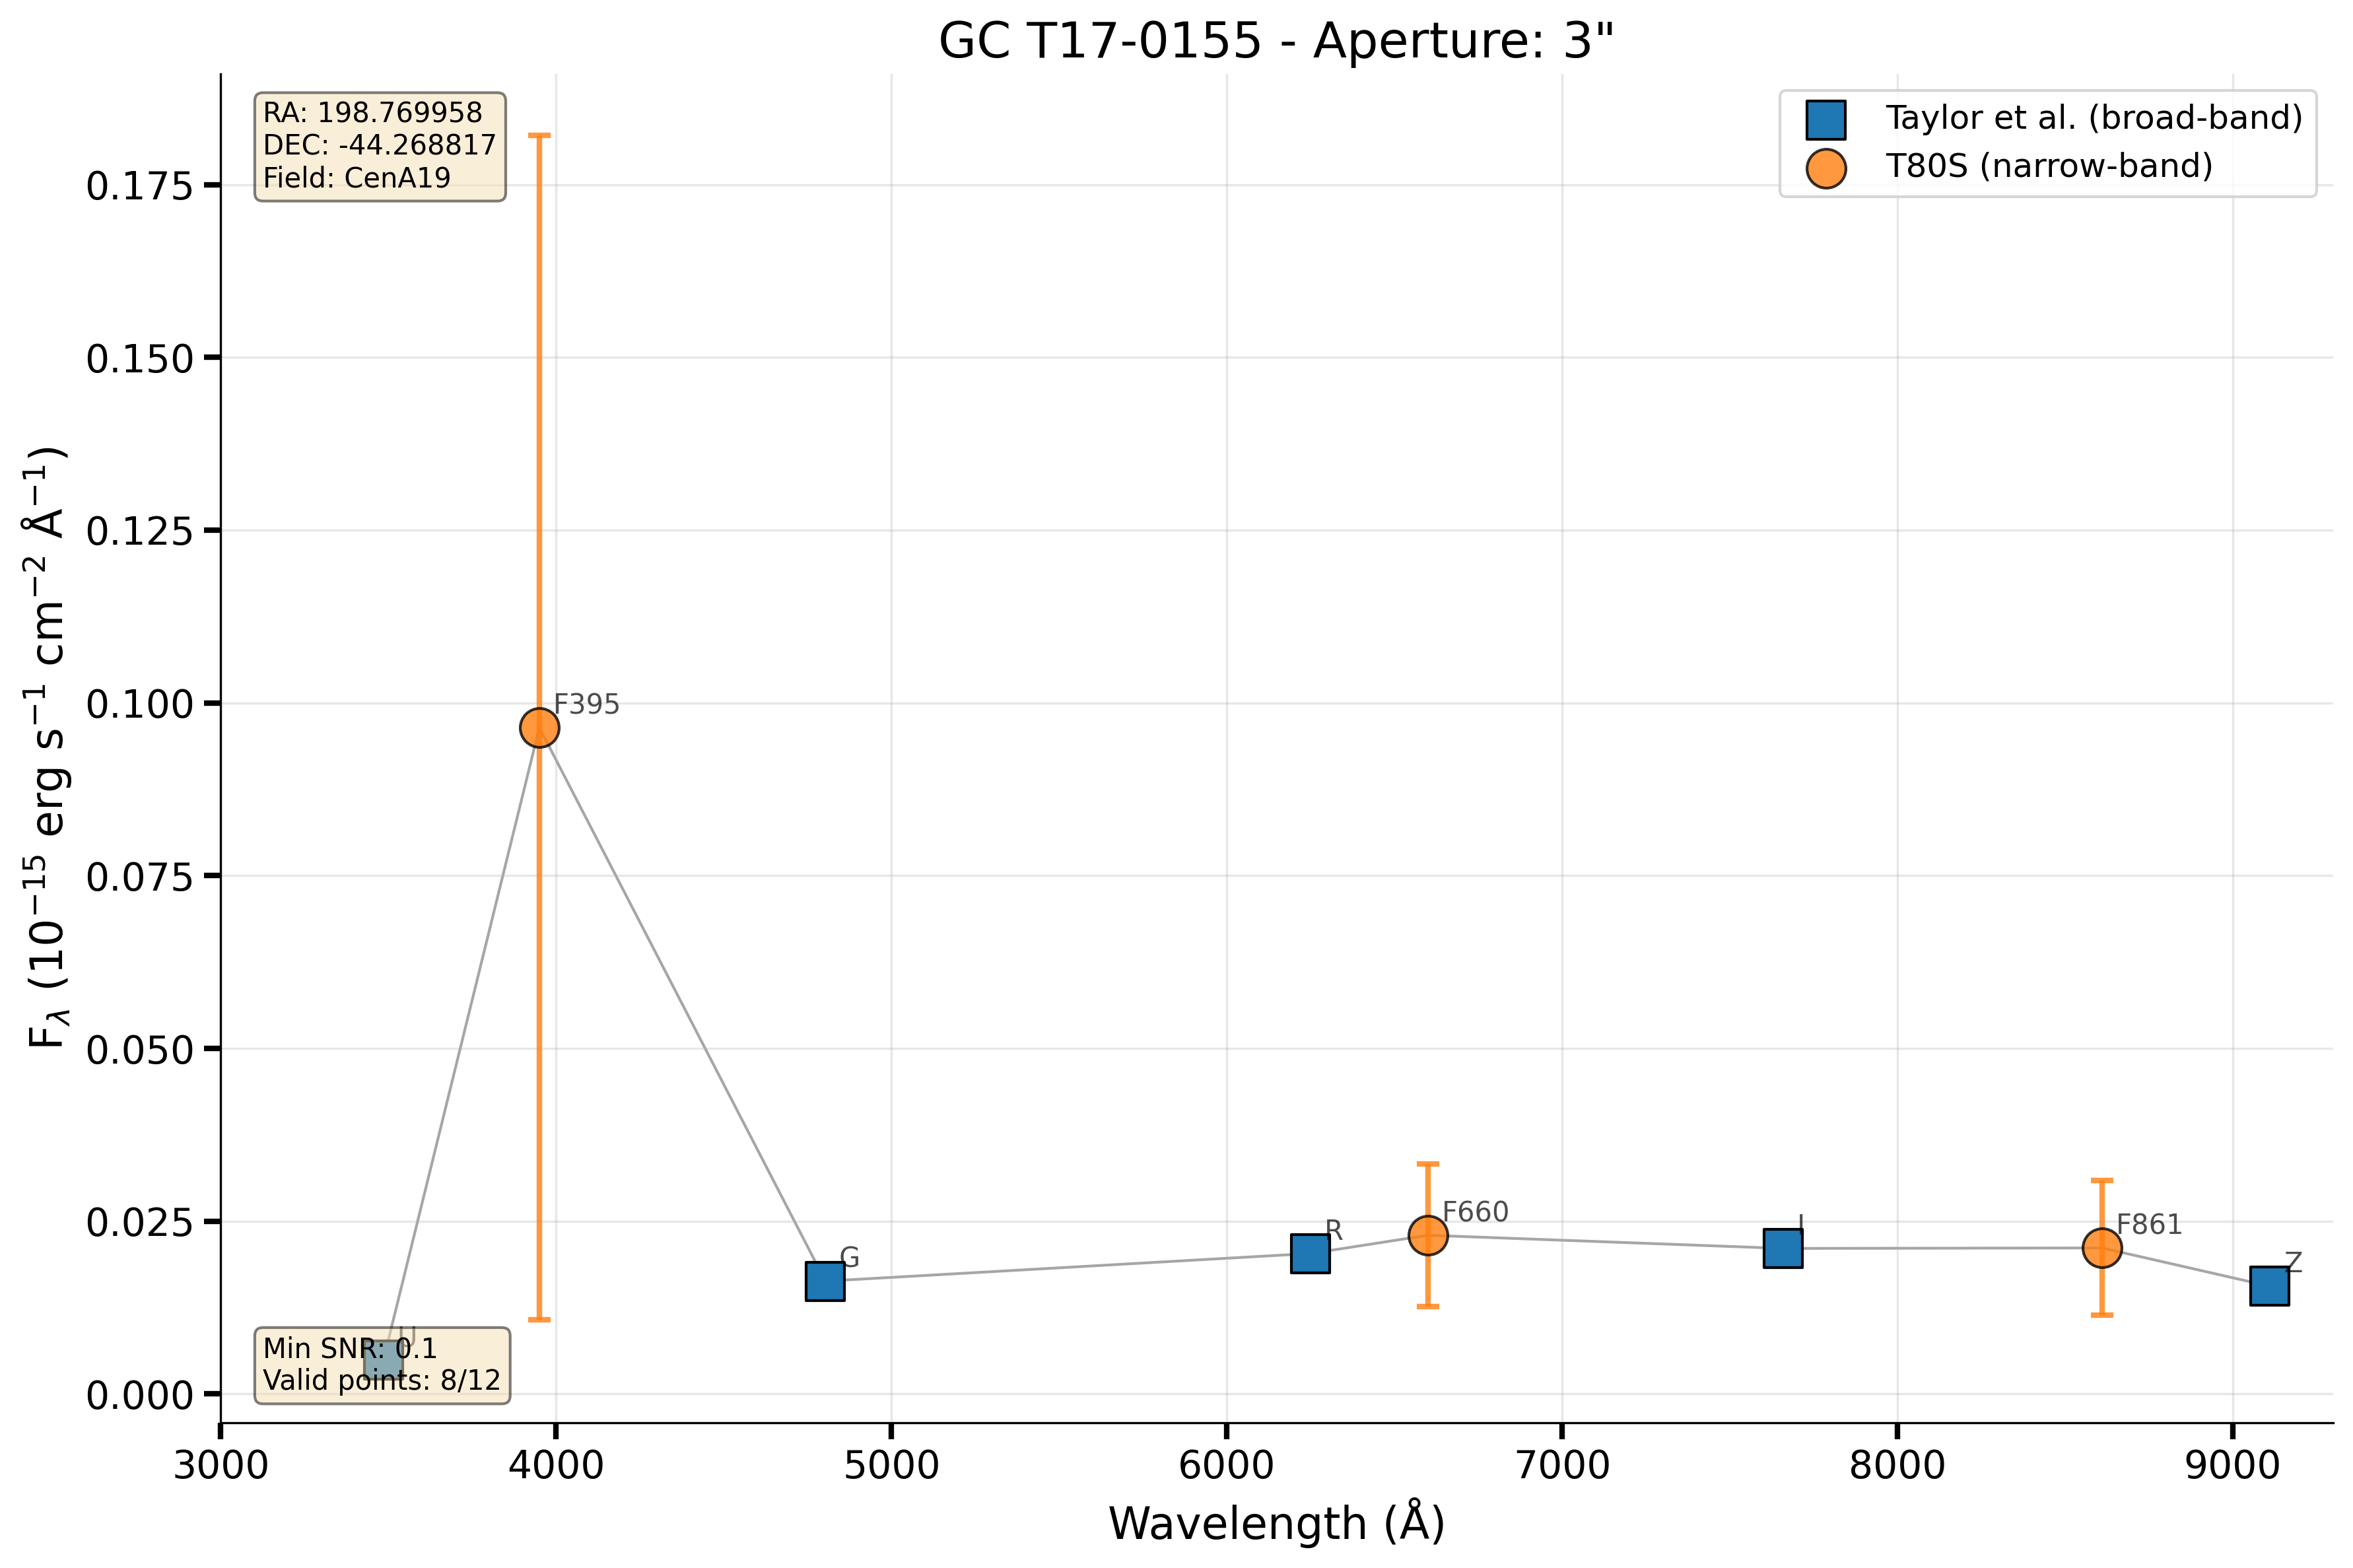 GC T17-0155 - Aperture: 3"
RA: 198.769958
DEC: -44.268817
Field: CenA19
Taylor et al. (broad-band)
T80S (narrow-band)
F_λ (10⁻¹⁵ erg s⁻¹ cm⁻² Å⁻¹)
0.175
0.150
0.125
0.100
0.075
0.050
0.025
0.000
F395
G
R
F660
I
F861
Z
U
Min SNR: 0.1
Valid points: 8/12
3000 4000 5000 6000 7000 8000 9000
Wavelength (Å)